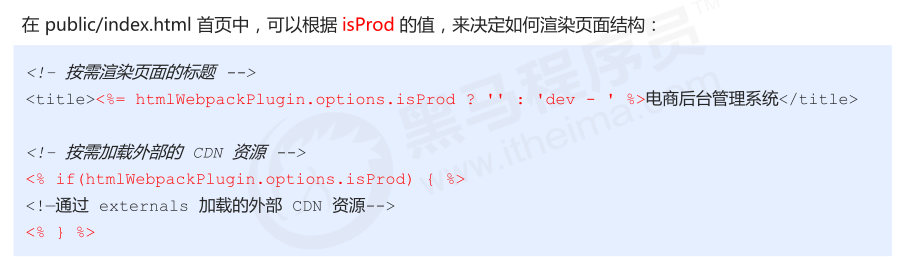 在 public/index.html 首页中，可以根据 isProd 的值，来决定如何渲染页面结构：
<!– 按需渲染页面的标题 -->
<title><%= htmlWebpackPlugin.options.isProd ? '' : 'dev - ' %>电商后台管理系统</title>
<!– 按需加载外部的 CDN 资源 -->
<% if(htmlWebpackPlugin.options.isProd) { %>
<!—通过 externals 加载的外部 CDN 资源-->
<% } %>
黑马程序员
www.itheima.com